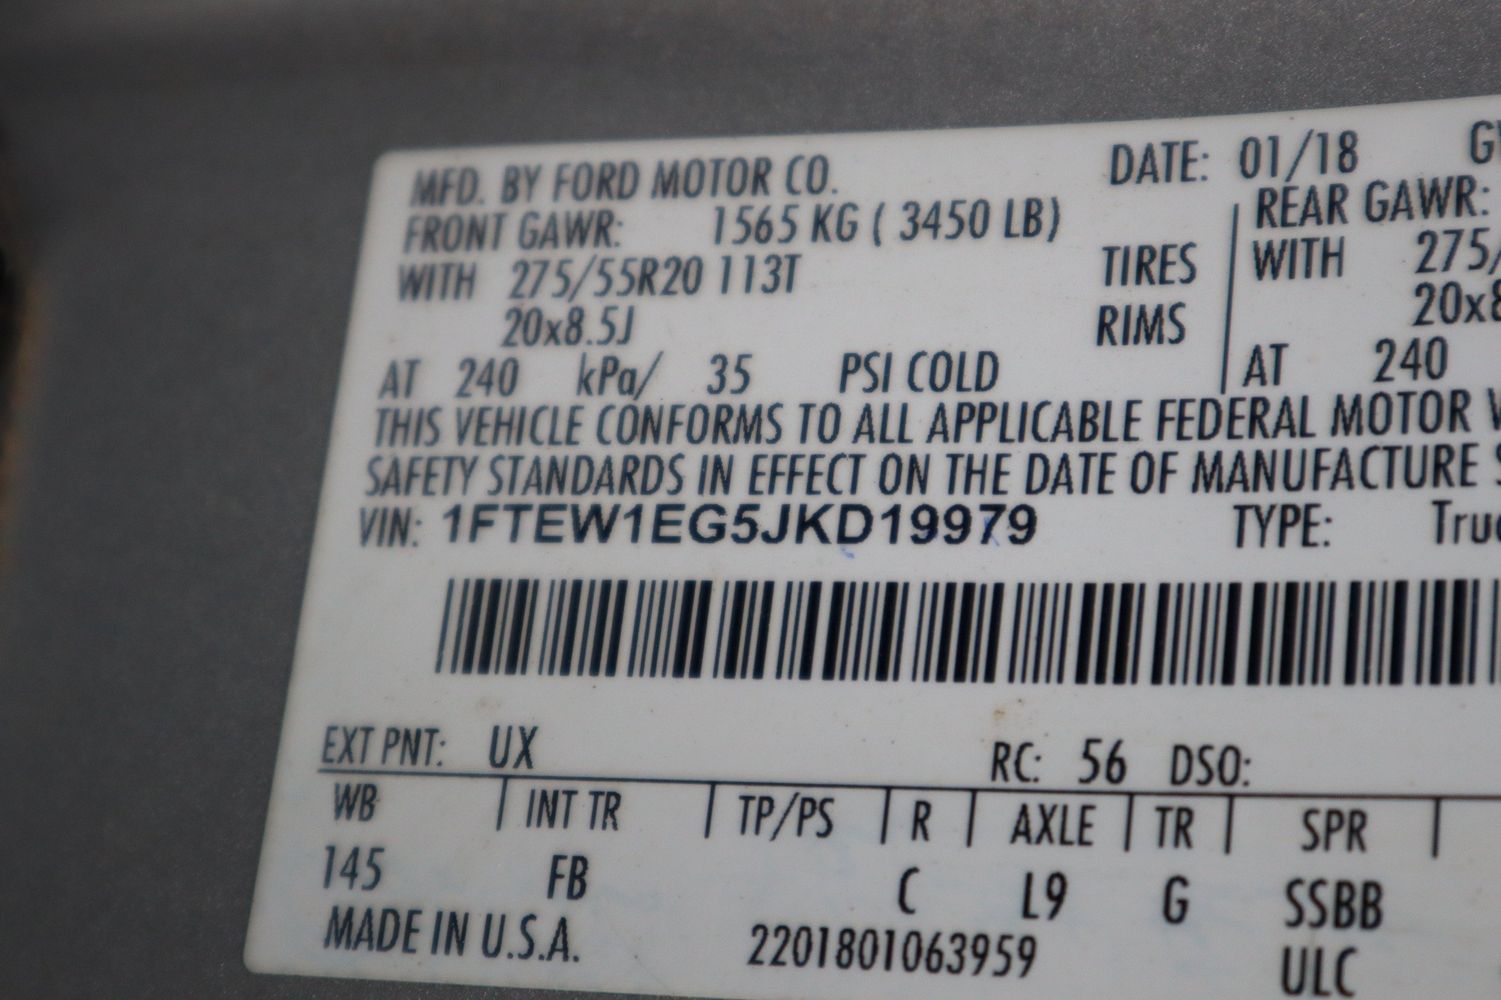 MFD. BY FORD MOTOR CO. DATE: 01/18
FRONT GAWR: 1565 KG ( 3450 LB) REAR GAWR:
WITH 275/55R20 113T TIRES WITH 275/
20x8.5J RIMS 20x8
AT 240 kPa/ 35 PSI COLD AT 240
THIS VEHICLE CONFORMS TO ALL APPLICABLE FEDERAL MOTOR
SAFETY STANDARDS IN EFFECT ON THE DATE OF MANUFACTURE
VIN: 1FTEW1EG5JKD19979 TYPE:
EXT PNT: UX RC: 56 DSO:
WB INT TR TP/PS R AXLE TR SPR
145 FB C L9 G SSBB
MADE IN U.S.A. 2201801063959 ULC